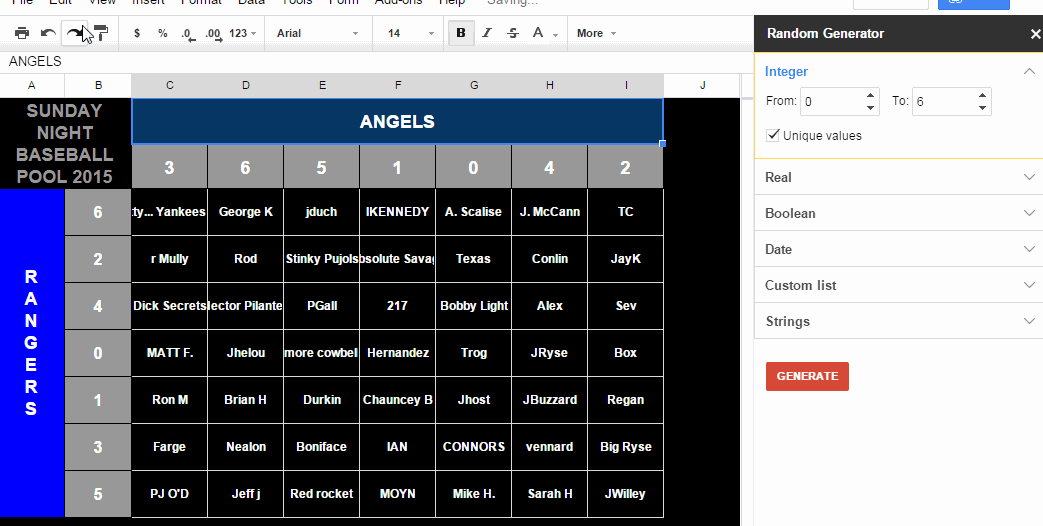 File Edit View Insert Format Data Tools Form Add-ons Help Saving...
$ % .0 .00 123 Arial 14 B I S A More
Random Generator
ANGELS
Integer
From: 0 To: 6
Unique values
Real
Boolean
Date
Custom list
Strings
GENERATE
A B C D E F G H I J
SUNDAY
NIGHT
BASEBALL
POOL 2015
ANGELS
3 6 5 1 0 4 2
RANGERS
6 ty... Yankees George K jduch IKENNEDY A. Scalise J. McCann TC
2 r Mully Rod Stinky Pujols bsolute Sava Texas Conlin JayK
4 Dick Secrets lector Pilante PGall 217 Bobby Light Alex Sev
0 MATT F. Jhelou more cowbel Hernandez Trog JRyse Box
1 Ron M Brian H Durkin Chauncey B Jhost JBuzzard Regan
3 Farge Nealon Boniface IAN CONNORS vennard Big Ryse
5 PJ O'D Jeff j Red rocket MOYN Mike H. Sarah H JWilley